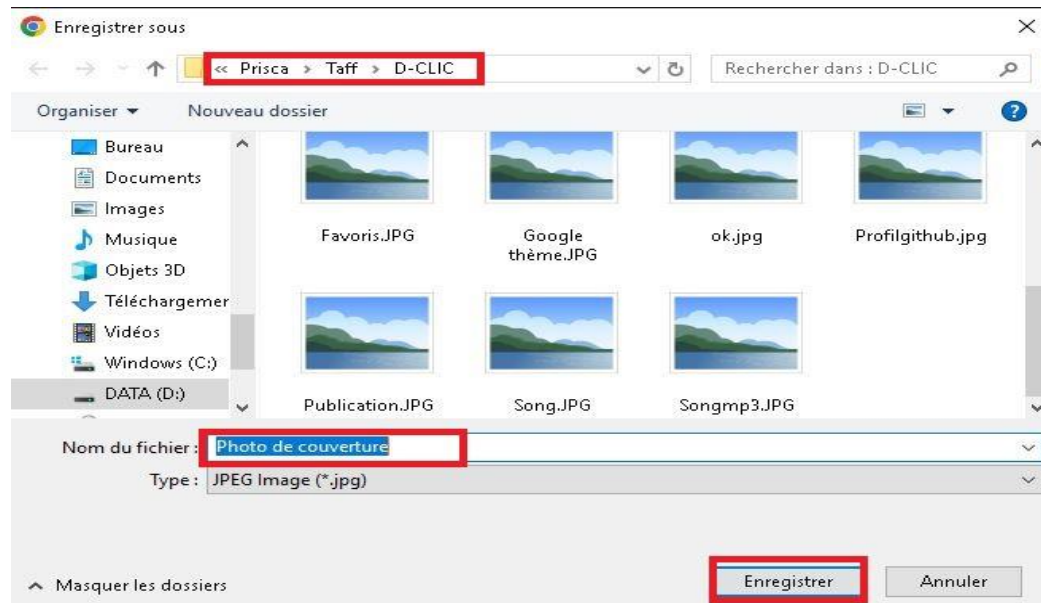 Enregistrer sous
« Prisca > Taff > D-CLIC
Rechercher dans : D-CLIC
Organiser
Nouveau dossier
Bureau
Documents
Images
Musique
Objets 3D
Téléchargemer
Vidéos
Windows (C:)
DATA (D:)
Favoris.JPG
Google
thème.JPG
ok.jpg
Profilgithub.jpg
Publication.JPG
Song.JPG
Songmp3.JPG
Nom du fichier : Photo de couverture
Type : JPEG Image (*.jpg)
Masquer les dossiers
Enregistrer
Annuler